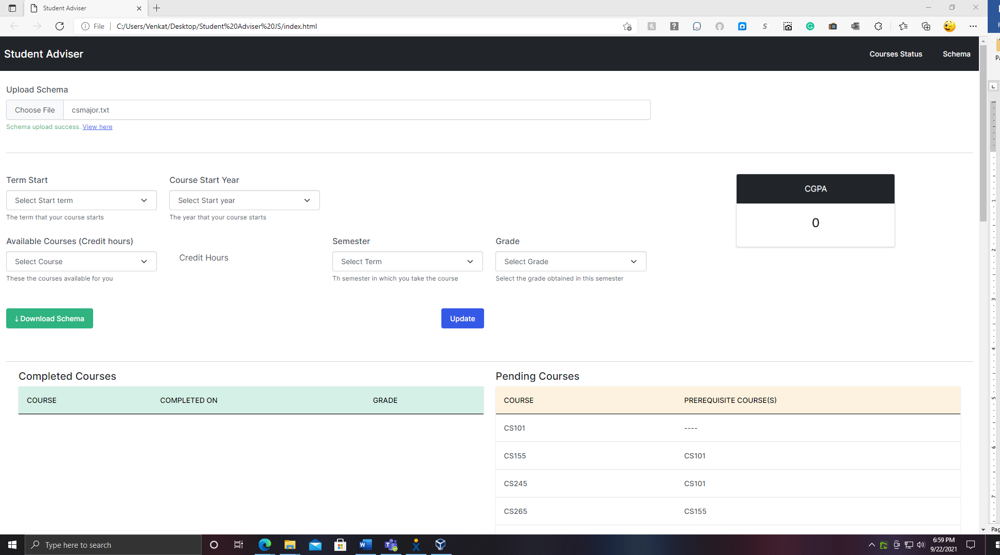 Student Adviser
File
C:/Users/Venkat/Desktop/Student%20Adviser%20JS/index.html
Student Adviser
Courses Status
Schema
Upload Schema
Choose File
csmajor.txt
Schema upload success. View here
Term Start
Course Start Year
Select Start term
Select Start year
The term that your course starts
The year that your course starts
CGPA
0
Available Courses (Credit hours)
Semester
Grade
Select Course
Credit Hours
Select Term
Select Grade
These the courses available for you
Th semester in which you take the course
Select the grade obtained in this semester
↓ Download Schema
Update
Completed Courses
Pending Courses
COURSE COMPLETED ON GRADE
COURSE PREREQUISITE COURSE(S)
CS101 ----
CS155 CS101
CS245 CS101
CS265 CS155
Type here to search
6:59 PM
9/22/2021